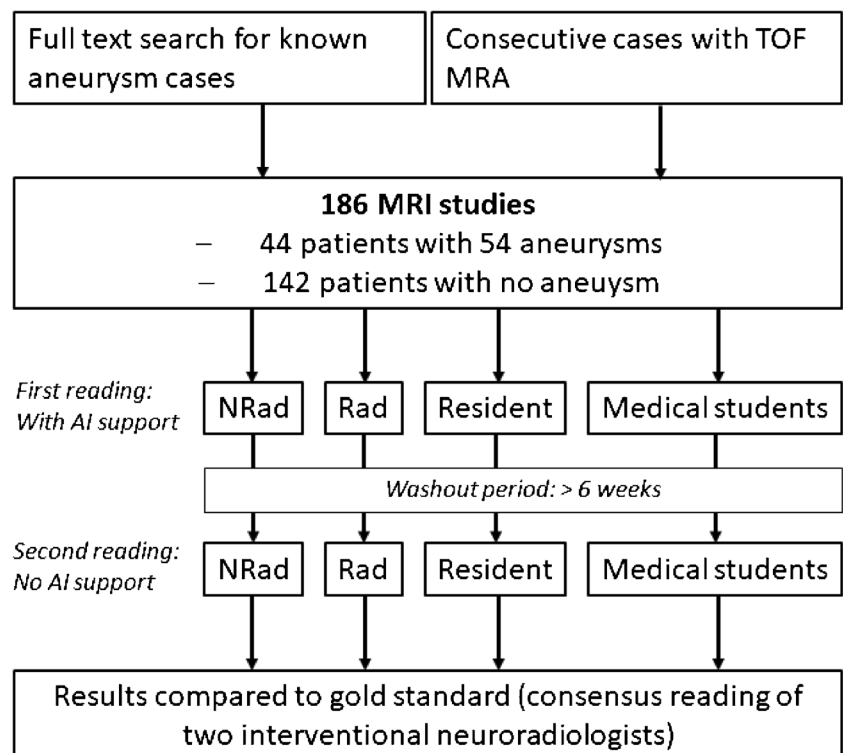 Full text search for known
aneurysm cases
Consecutive cases with TOF
MRA
186 MRI studies
– 44 patients with 54 aneurysms
– 142 patients with no aneuysm
First reading:
With AI support
NRad
Rad
Resident
Medical students
Washout period: > 6 weeks
Second reading:
No AI support
NRad
Rad
Resident
Medical students
Results compared to gold standard (consensus reading of
two interventional neuroradiologists)